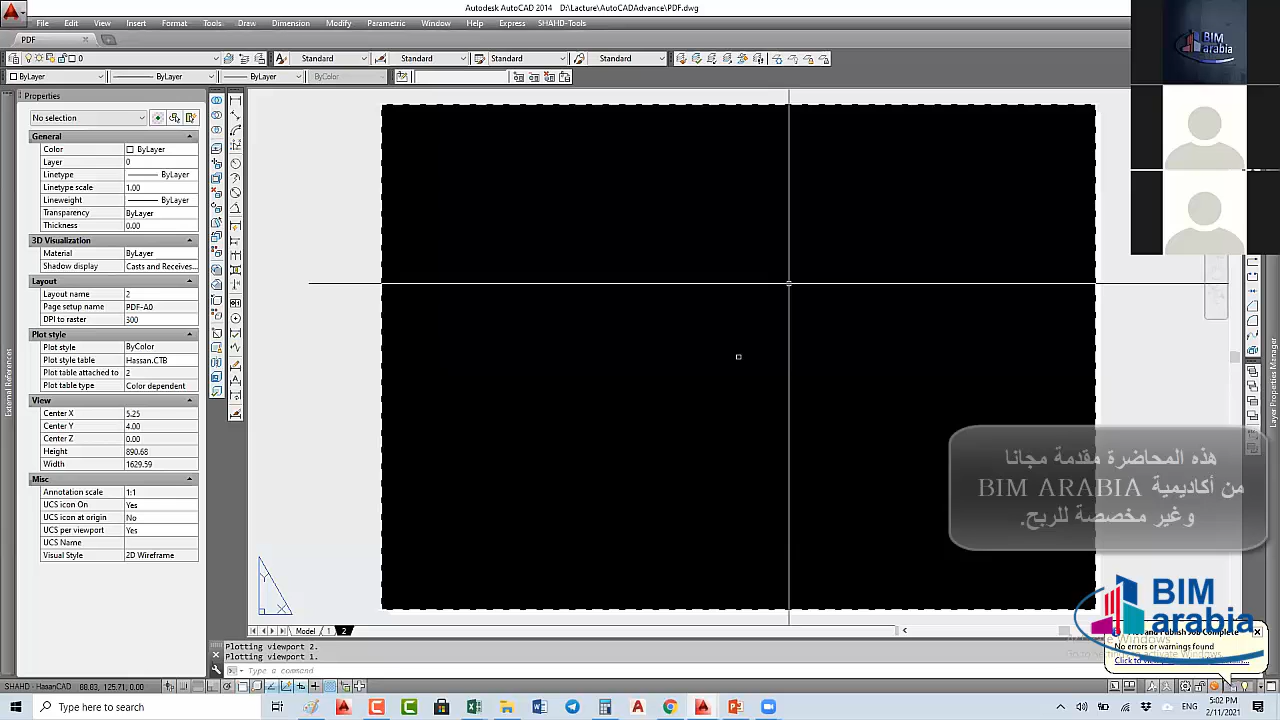 Autodesk AutoCAD 2014 D:\Lacture\AutoCADAdvance\PDF.dwg
File Edit View Insert Format Tools Draw Dimension Modify Parametric Window Help Express SHAHD-Tools
PDF
0 Standard Standard Standard Standard
ByLayer ByLayer ByLayer ByColor
Properties
No selection
General
Color ByLayer
Layer 0
Linetype ByLayer
Linetype scale 1.00
Lineweight ByLayer
Transparency ByLayer
Thickness 0.00
3D Visualization
Material ByLayer
Shadow display Casts and Receives...
Layout
Layout name 2
Page setup name PDF-A0
DPI to raster 300
Plot style
Plot style ByColor
Plot style table Hassan.CTB
Plot table attached to 2
Plot table type Color dependent
View
Center X 5.25
Center Y 4.00
Center Z 0.00
Height 890.68
Width 1629.59
Misc
Annotation scale 1:1
UCS icon On Yes
UCS icon at origin No
UCS per viewport Yes
UCS Name
Visual Style 2D Wireframe
External References
Layer Properties Manager
BIM arabia
هذه المحاضرة مقدمة مجانا
من أكاديمية BIM ARABIA
وغير مخصصة للربح.
BIM
arabia
Y
X
Model 1 2
Plotting viewport 2.
Plotting viewport 1.
Type a command
Complete
No errors or warnings found
SHAHD - HasanCAD 88.03, 125.71, 0.00
Type here to search
ENG
5:02 PM
2/11/2021